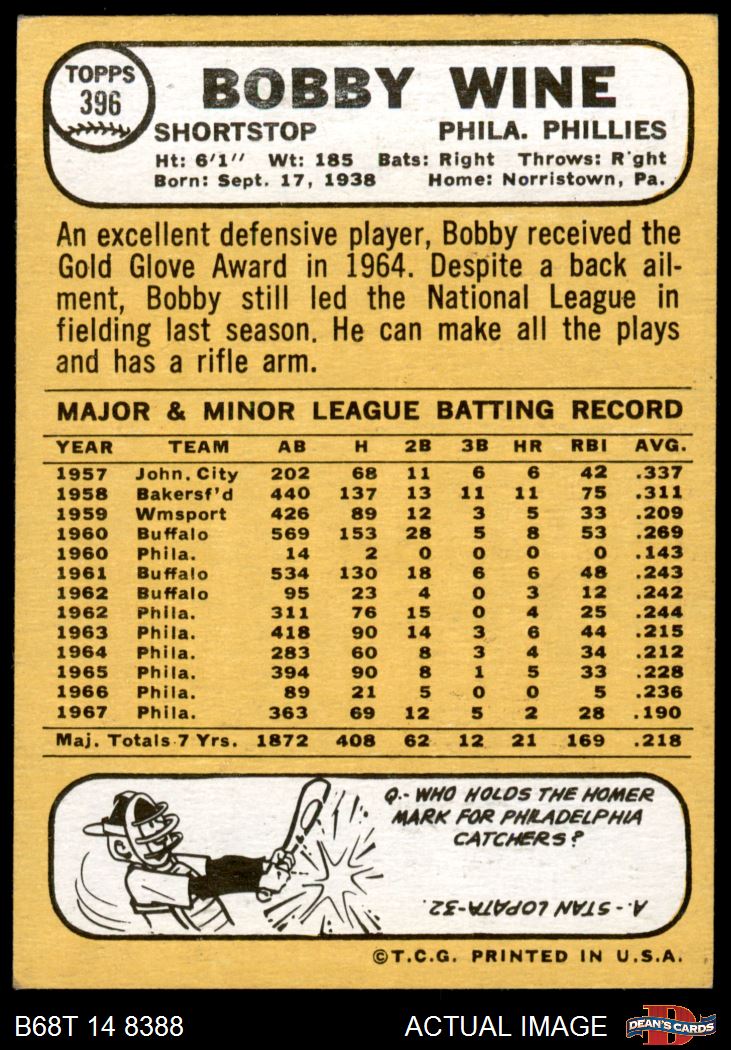 TOPPS
396
BOBBY WINE
SHORTSTOP PHILA. PHILLIES
Ht: 6'1" Wt: 185 Bats: Right Throws: R'ght
Born: Sept. 17, 1938 Home: Norristown, Pa.
An excellent defensive player, Bobby received the
Gold Glove Award in 1964. Despite a back ail-
ment, Bobby still led the National League in
fielding last season. He can make all the plays
and has a rifle arm.
MAJOR & MINOR LEAGUE BATTING RECORD
YEAR TEAM AB H 2B 3B HR RBI AVG.
1957 John. City 202 68 11 6 6 42 .337
1958 Bakersf'd 440 137 13 11 11 75 .311
1959 Wmsport 426 89 12 3 5 33 .209
1960 Buffalo 569 153 28 5 8 53 .269
1960 Phila. 14 2 0 0 0 0 .143
1961 Buffalo 534 130 18 6 6 48 .243
1962 Buffalo 95 23 4 0 3 12 .242
1962 Phila. 311 76 15 0 4 25 .244
1963 Phila. 418 90 14 3 6 44 .215
1964 Phila. 283 60 8 3 4 34 .212
1965 Phila. 394 90 8 1 5 33 .228
1966 Phila. 89 21 5 0 0 5 .236
1967 Phila. 363 69 12 5 2 28 .190
Maj. Totals 7 Yrs. 1872 408 62 12 21 169 .218
Q.- WHO HOLDS THE HOMER
MARK FOR PHILADELPHIA
CATCHERS?
A.- STAN LOPATA-32.
©T.C.G. PRINTED IN U.S.A.
B68T 14 8388 ACTUAL IMAGE
D
DEAN'S CARDS